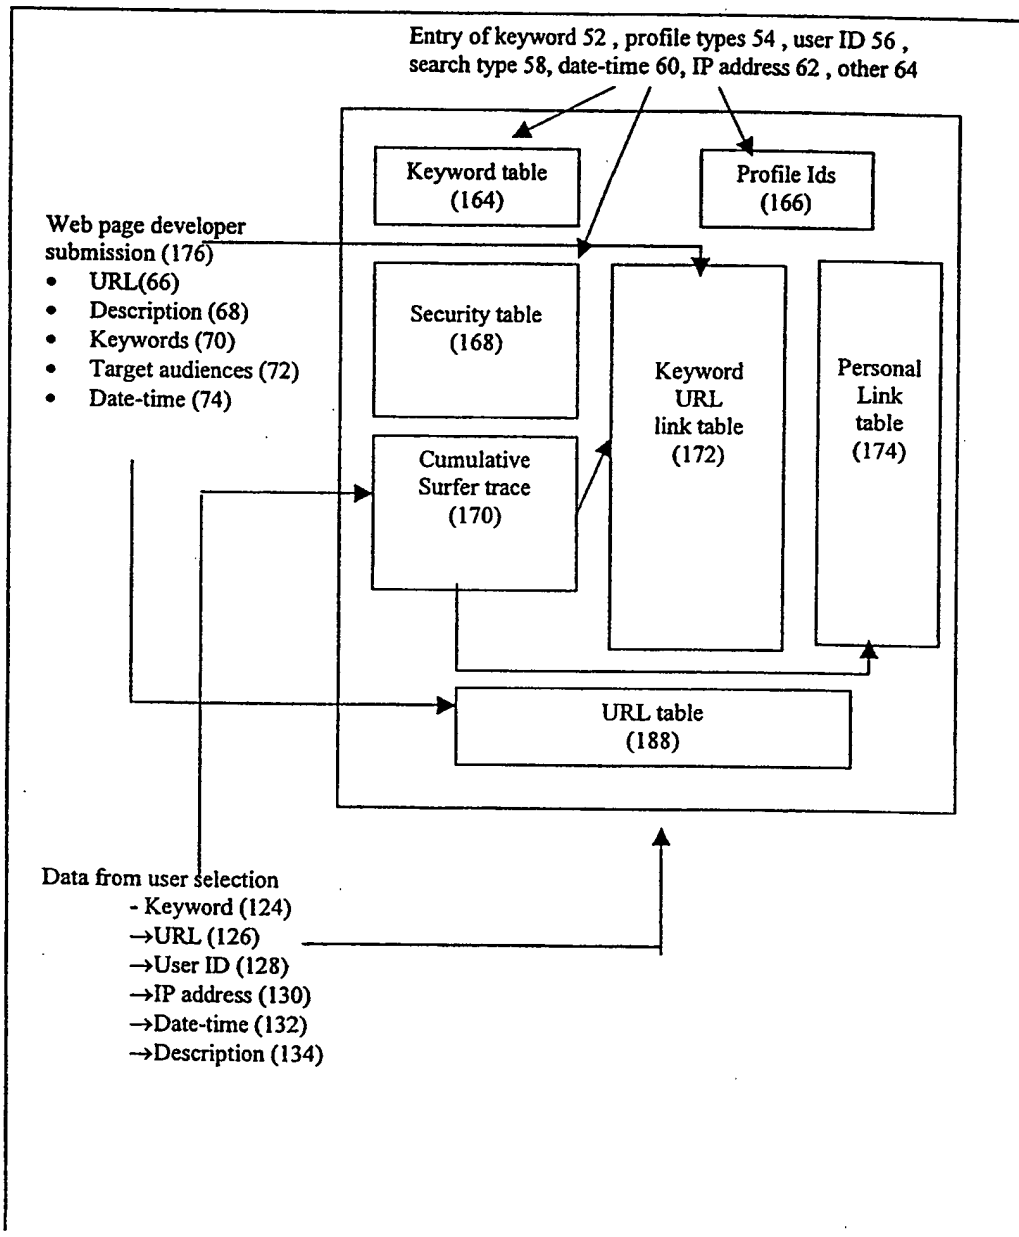 Entry of keyword 52 , profile types 54 , user ID 56 ,
search type 58, date-time 60, IP address 62 , other 64
Keyword table
(164)
Profile Ids
(166)
Web page developer
submission (176)
• URL(66)
• Description (68)
• Keywords (70)
• Target audiences (72)
• Date-time (74)
Security table
(168)
Keyword
URL
link table
(172)
Personal
Link
table
(174)
Cumulative
Surfer trace
(170)
URL table
(188)
Data from user selection
- Keyword (124)
→URL (126)
→User ID (128)
→IP address (130)
→Date-time (132)
→Description (134)